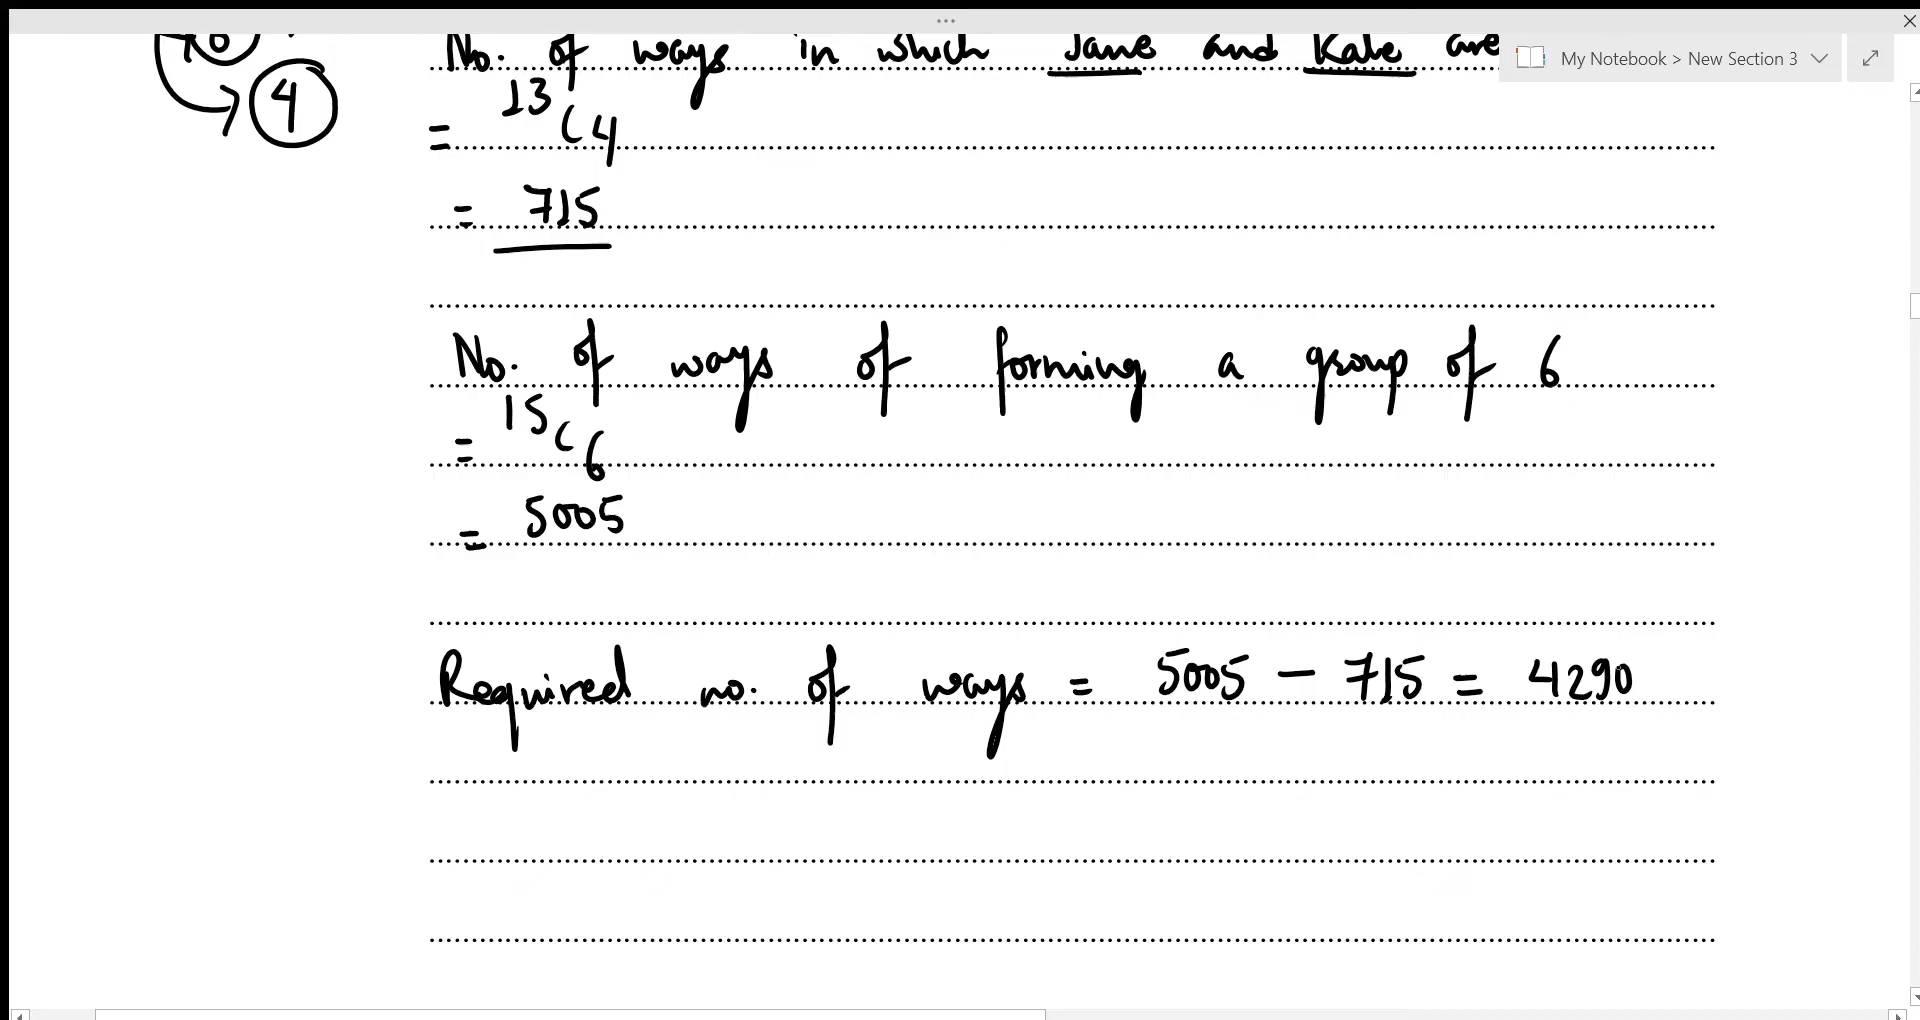 My Notebook > New Section 3
6
4
No. of ways in which Jane and Kate are
= 13C4
= 715
No. of ways of forming a group of 6
= 15C6
= 5005
Required no. of ways = 5005 - 715 = 4290